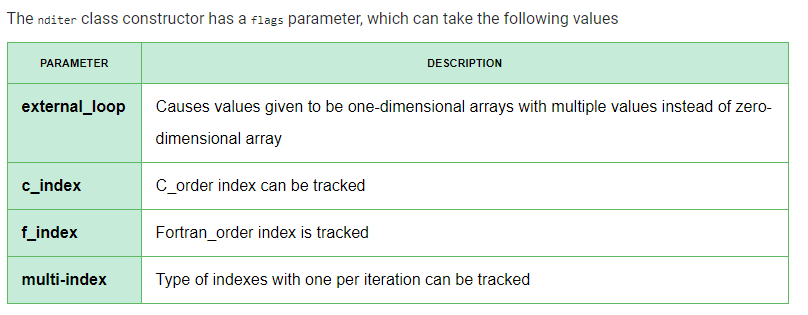 The nditer class constructor has a flags parameter, which can take the following values
PARAMETER DESCRIPTION
external_loop Causes values given to be one-dimensional arrays with multiple values instead of zero-
dimensional array
c_index C_order index can be tracked
f_index Fortran_order index is tracked
multi-index Type of indexes with one per iteration can be tracked